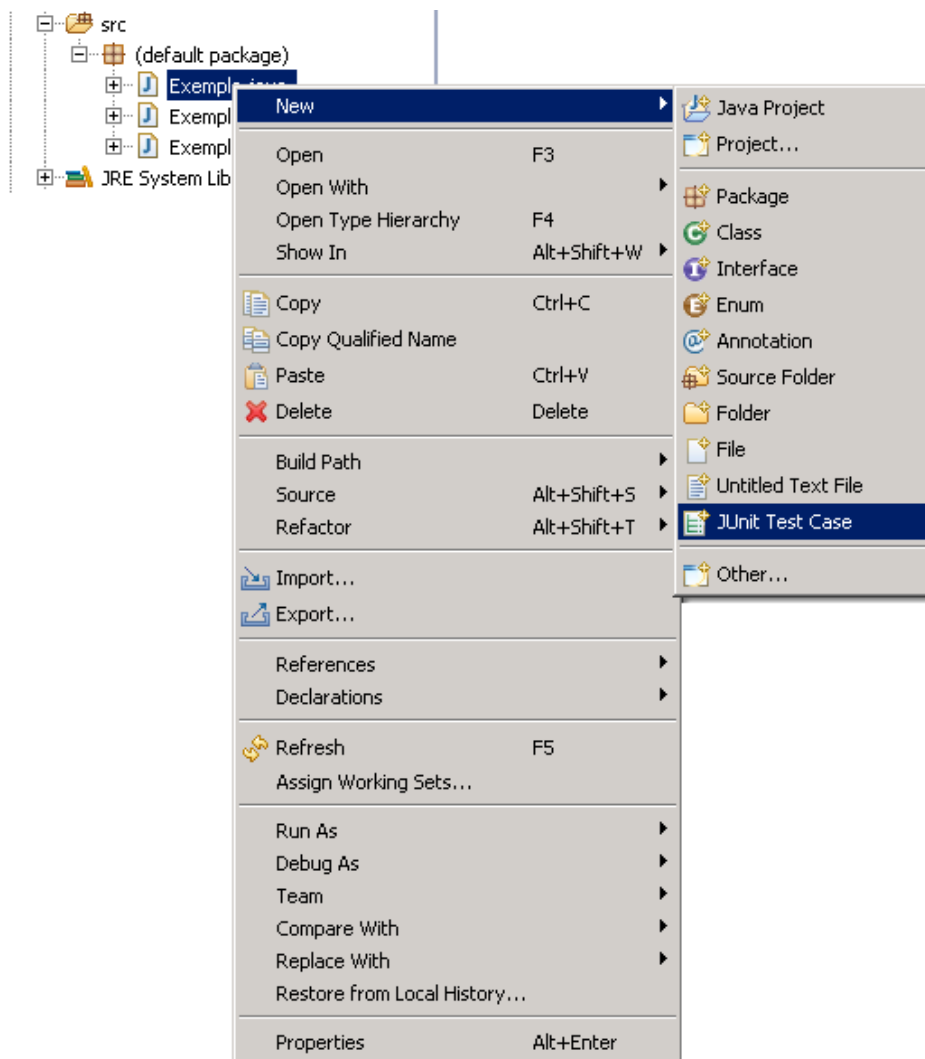 src
(default package)
Exempl
Exempl
JRE System Lib
New
Open F3
Open With
Open Type Hierarchy F4
Show In Alt+Shift+W
Copy Ctrl+C
Copy Qualified Name
Paste Ctrl+V
Delete Delete
Build Path
Source Alt+Shift+S
Refactor Alt+Shift+T
Import...
Export...
References
Declarations
Refresh F5
Assign Working Sets...
Run As
Debug As
Team
Compare With
Replace With
Restore from Local History...
Properties Alt+Enter
Java Project
Project...
Package
Class
Interface
Enum
Annotation
Source Folder
Folder
File
Untitled Text File
JUnit Test Case
Other...